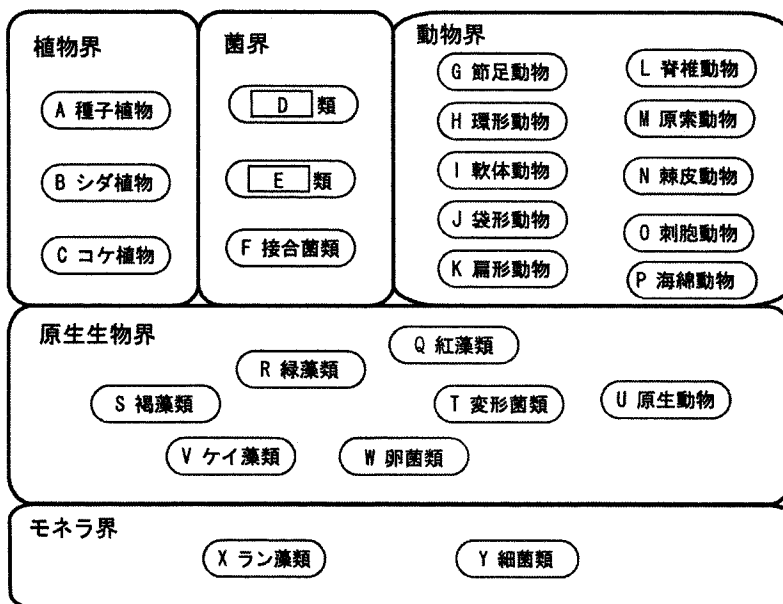 植物界
A 種子植物
B シダ植物
C コケ植物
菌界
D 類
E 類
F 接合菌類
動物界
G 節足動物
H 環形動物
I 軟体動物
J 袋形動物
K 扁形動物
L 脊椎動物
M 原索動物
N 棘皮動物
O 刺胞動物
P 海綿動物
原生生物界
Q 紅藻類
R 緑藻類
S 褐藻類
T 変形菌類
U 原生動物
V ケイ藻類
W 卵菌類
モネラ界
X ラン藻類
Y 細菌類